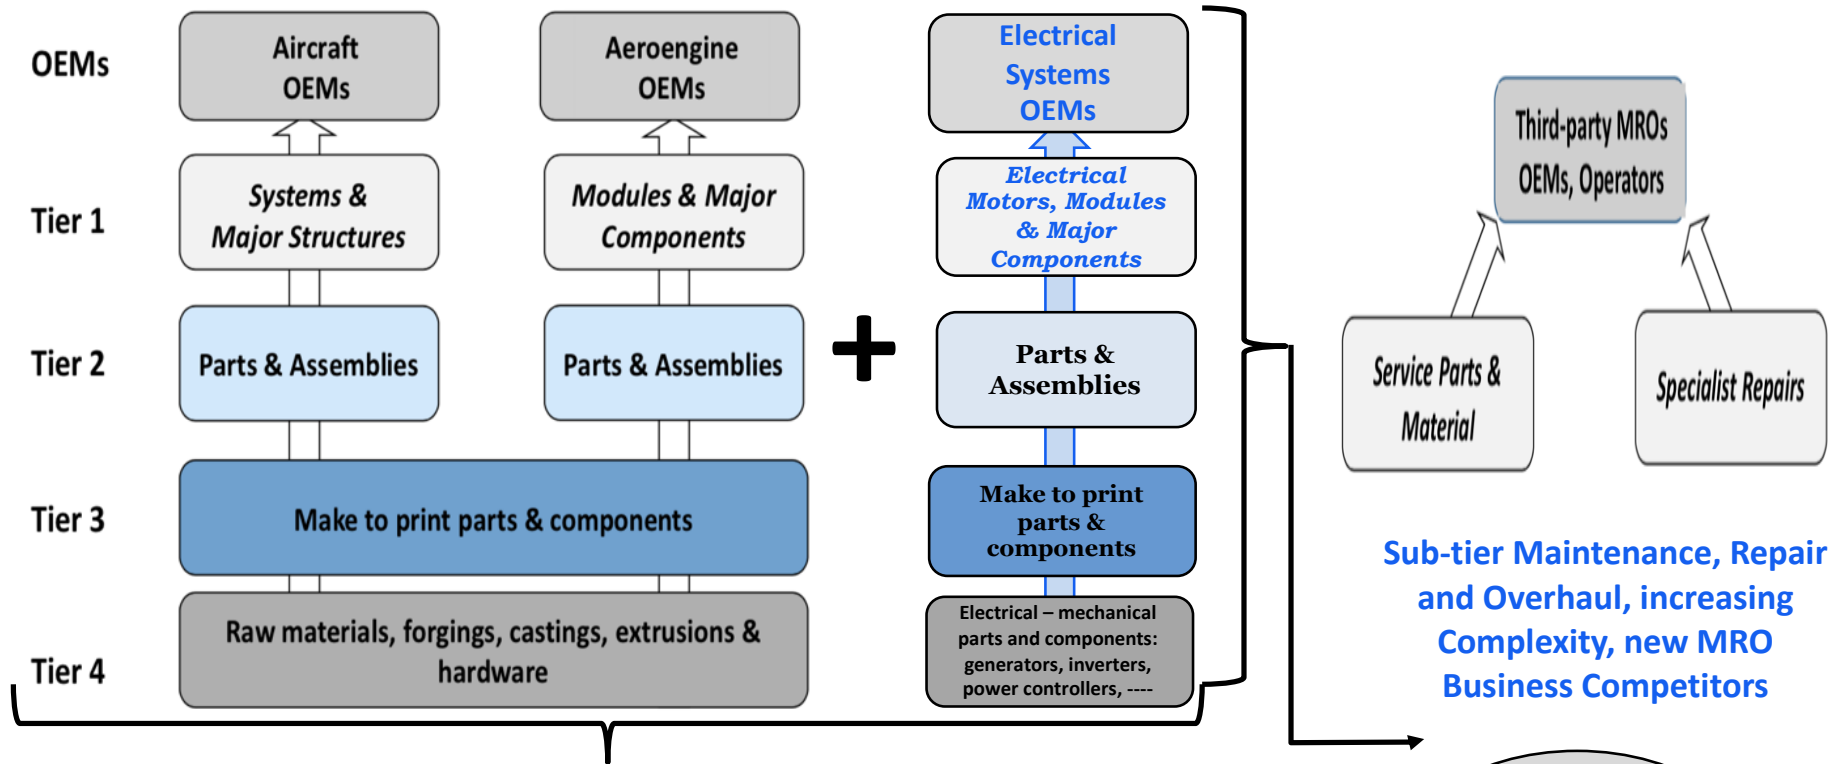 OEMs
Aircraft
OEMs
Aeroengine
OEMs
Electrical
Systems
OEMs
Tier 1
Systems &
Major Structures
Modules & Major
Components
Electrical
Motors, Modules
& Major
Components
Tier 2
Parts & Assemblies
Parts & Assemblies
+
Parts &
Assemblies
Tier 3
Make to print parts & components
Make to print
parts &
components
Tier 4
Raw materials, forgings, castings, extrusions &
hardware
Electrical – mechanical
parts and components:
generators, inverters,
power controllers, ----
Third-party MROs
OEMs, Operators
Service Parts &
Material
Specialist Repairs
Sub-tier Maintenance, Repair
and Overhaul, increasing
Complexity, new MRO
Business Competitors